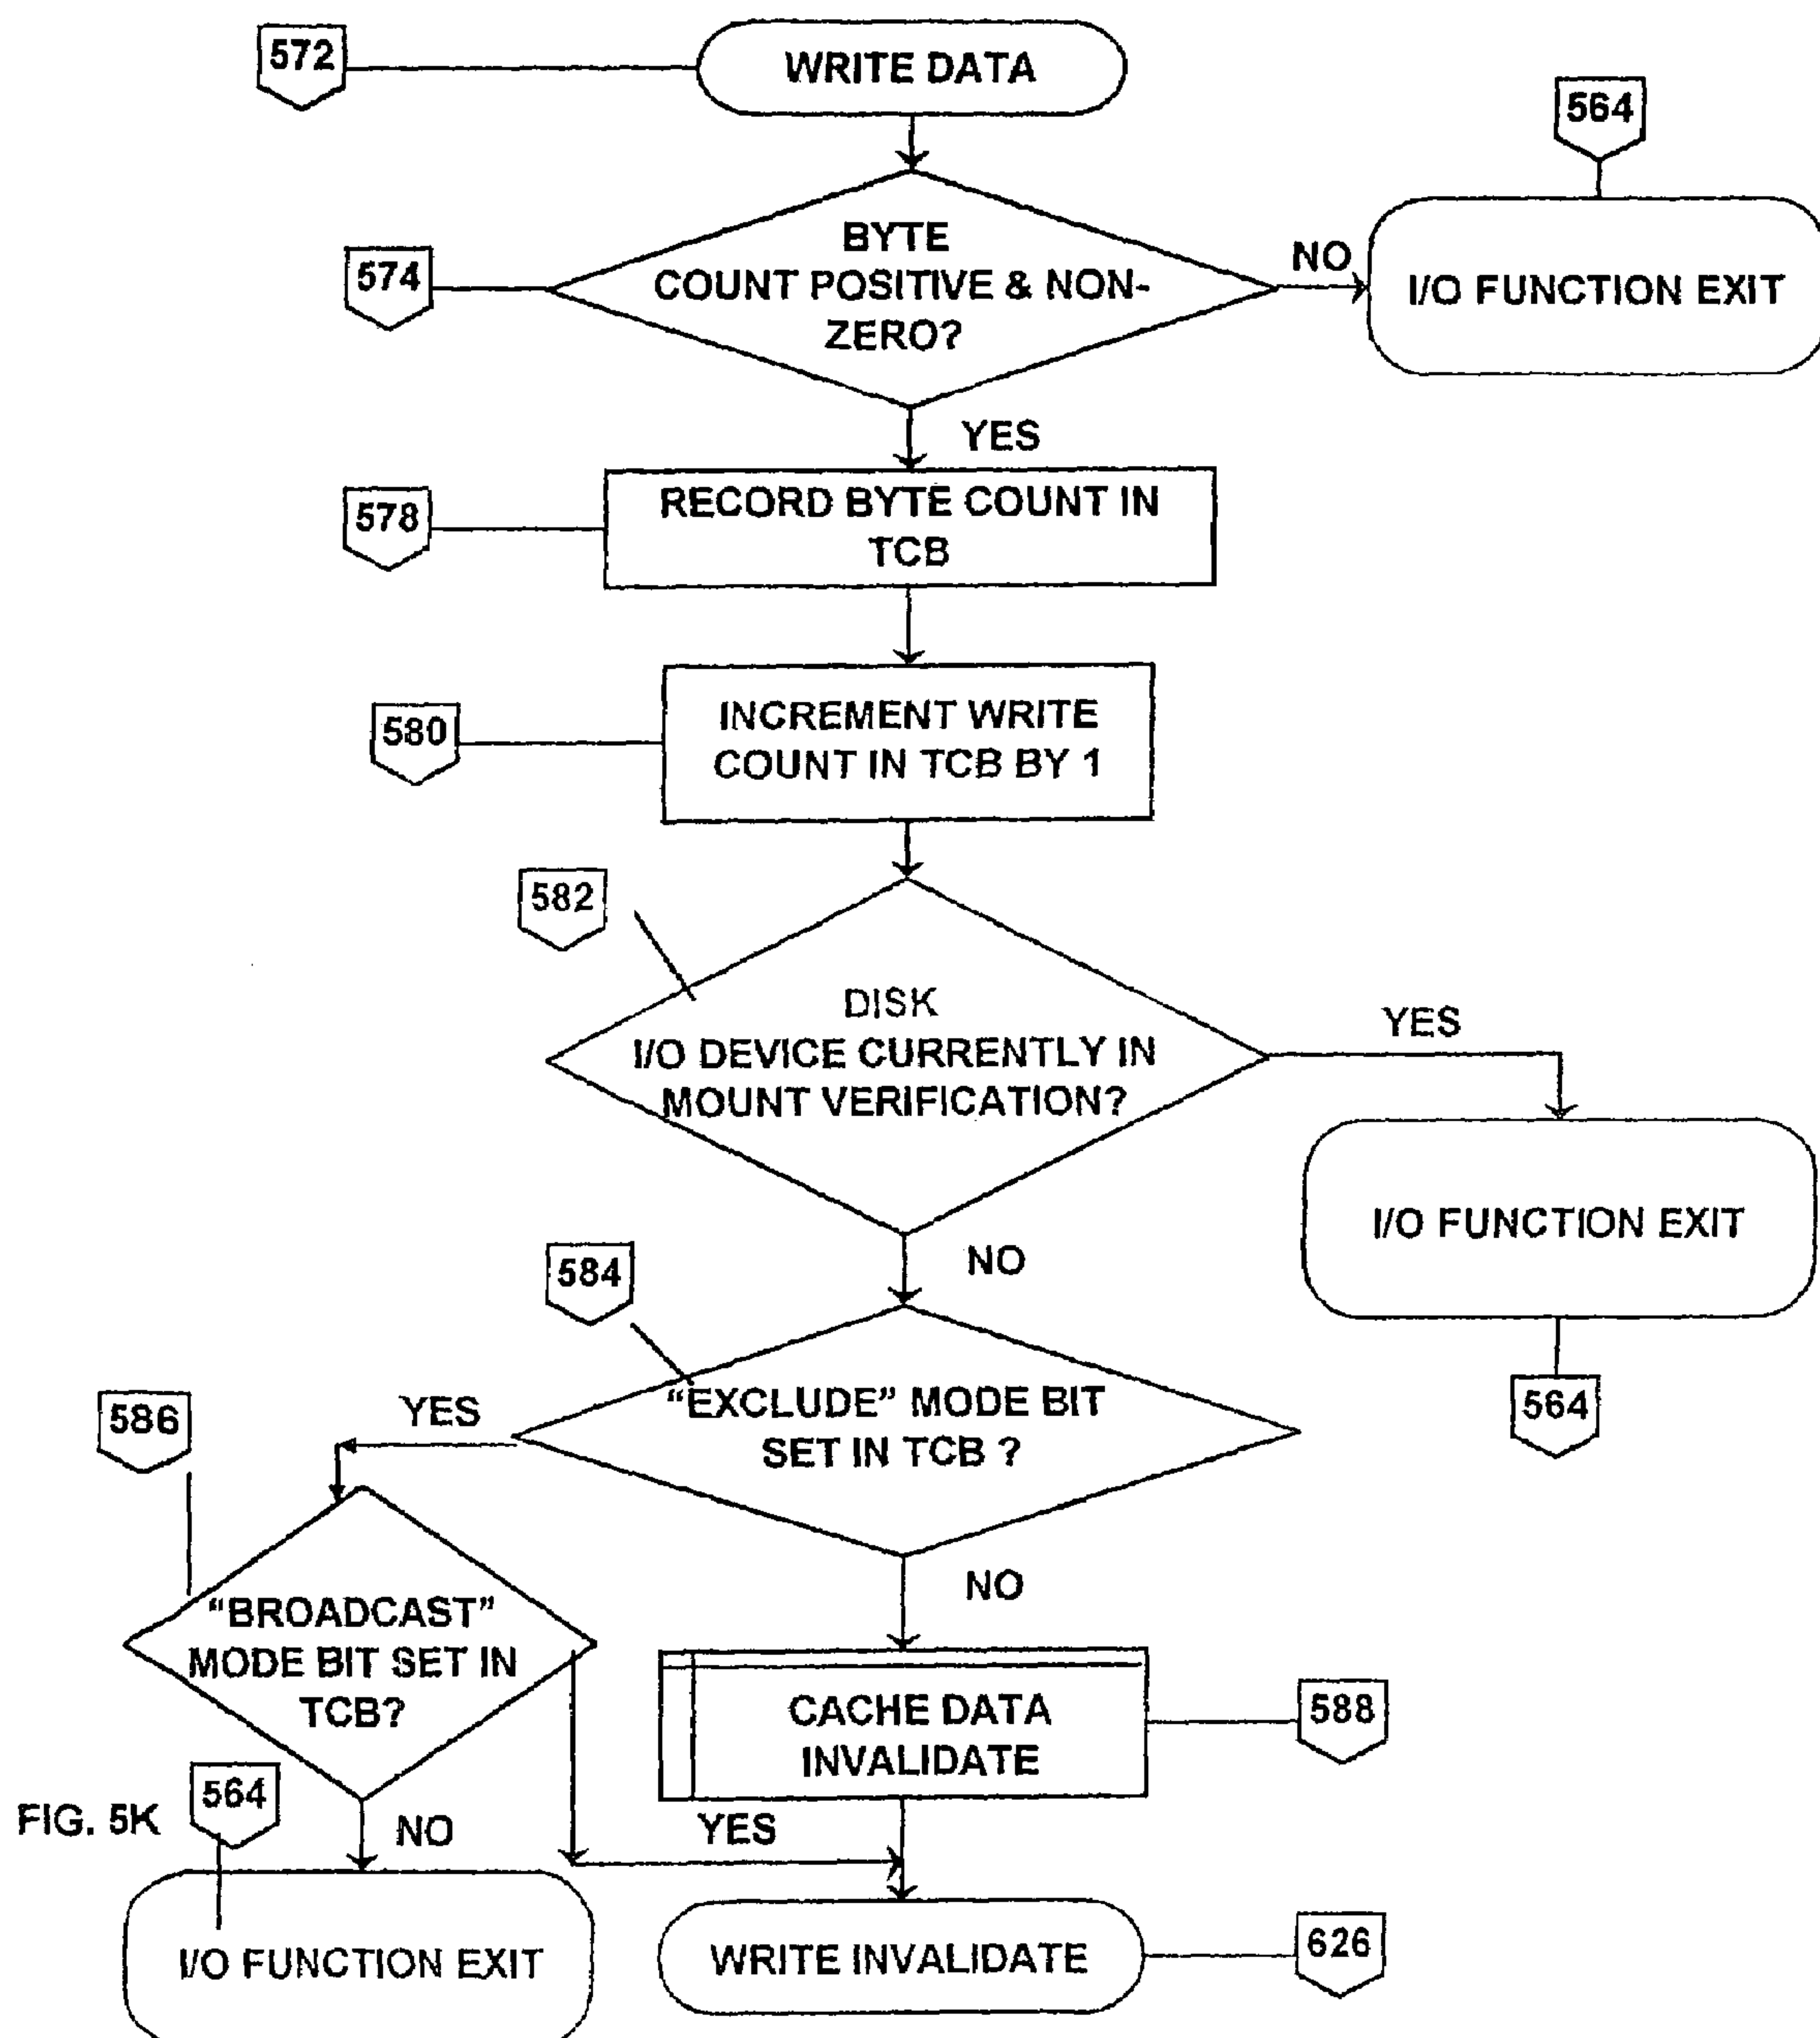 572
WRITE DATA
564
574
BYTE
COUNT POSITIVE & NON-
ZERO?
NO
I/O FUNCTION EXIT
YES
578
RECORD BYTE COUNT IN
TCB
580
INCREMENT WRITE
COUNT IN TCB BY 1
582
DISK
I/O DEVICE CURRENTLY IN
MOUNT VERIFICATION?
YES
I/O FUNCTION EXIT
564
NO
584
“EXCLUDE” MODE BIT
SET IN TCB ?
YES
586
“BROADCAST”
MODE BIT SET IN
TCB?
NO
CACHE DATA
INVALIDATE
588
FIG. 5K
564
NO
YES
I/O FUNCTION EXIT
WRITE INVALIDATE
626